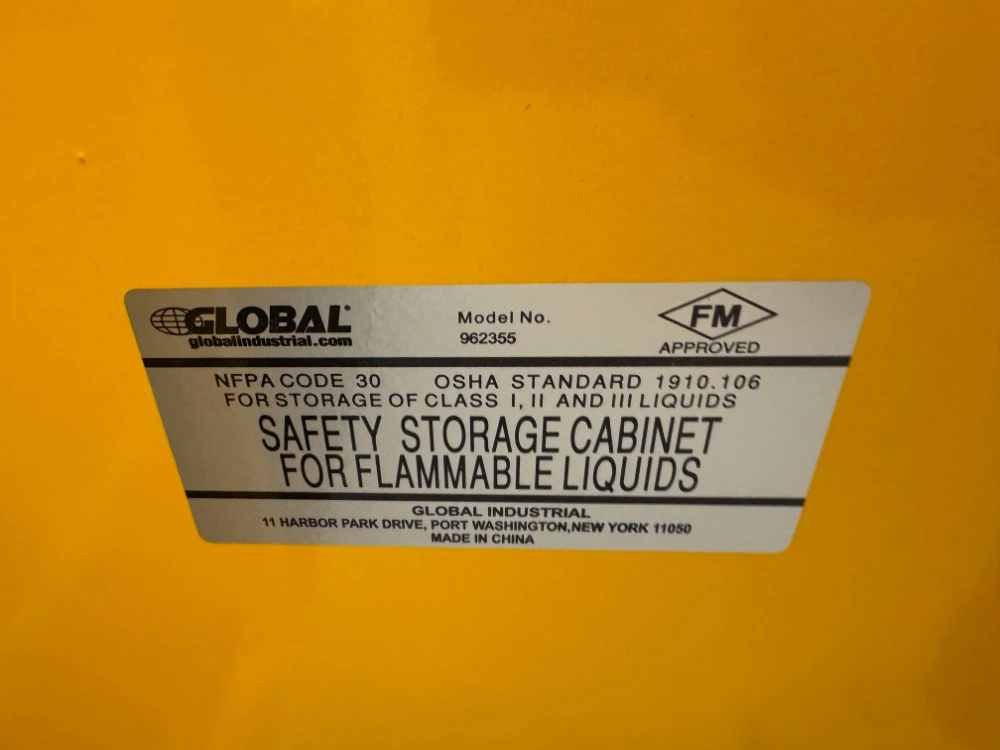 GLOBAL
globalindustrial.com
Model No.
962355
FM
APPROVED
NFPA CODE 30 OSHA STANDARD 1910.106
FOR STORAGE OF CLASS I, II AND III LIQUIDS
SAFETY STORAGE CABINET
FOR FLAMMABLE LIQUIDS
GLOBAL INDUSTRIAL
11 HARBOR PARK DRIVE, PORT WASHINGTON,NEW YORK 11050
MADE IN CHINA